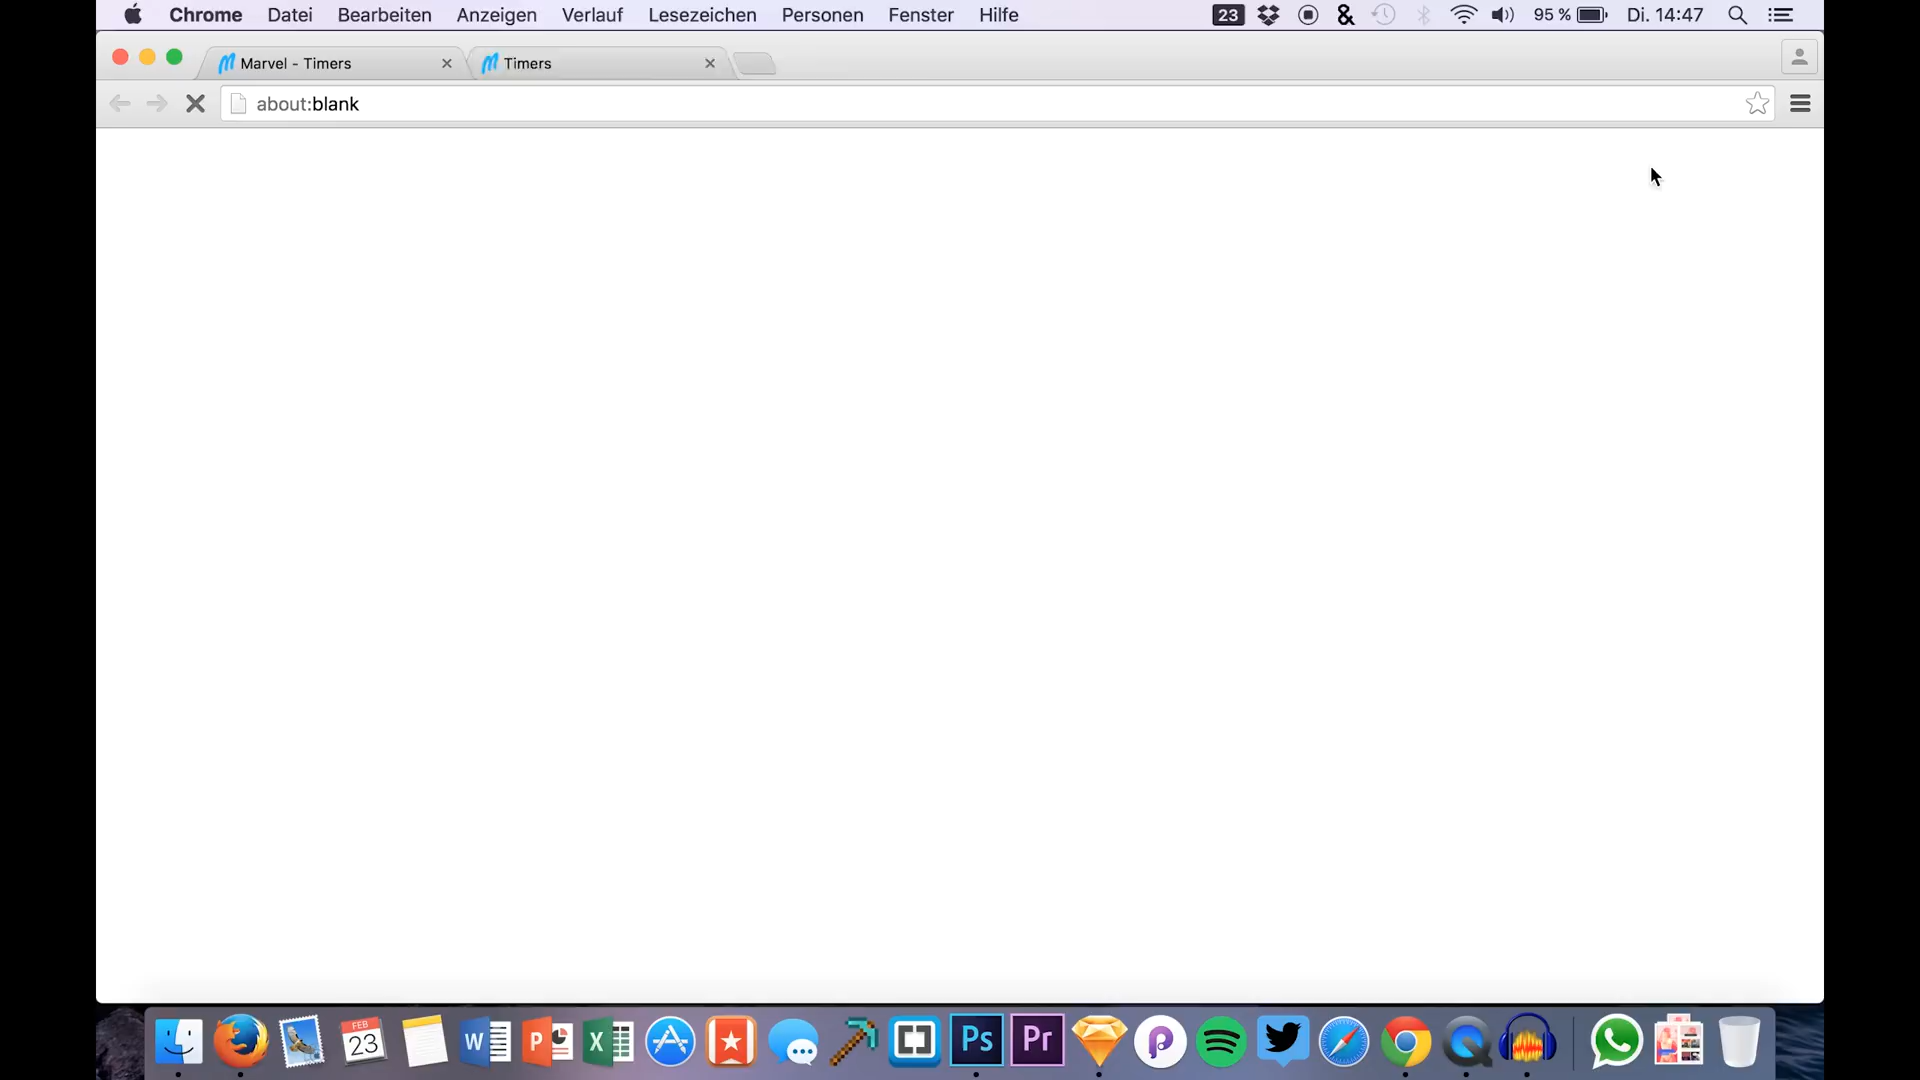 Chrome Datei Bearbeiten Anzeigen Verlauf Lesezeichen Personen Fenster Hilfe 23 & 95 % Di. 14:47
Marvel - Timers Timers
about:blank
FEB
23
W P X Ps Pr